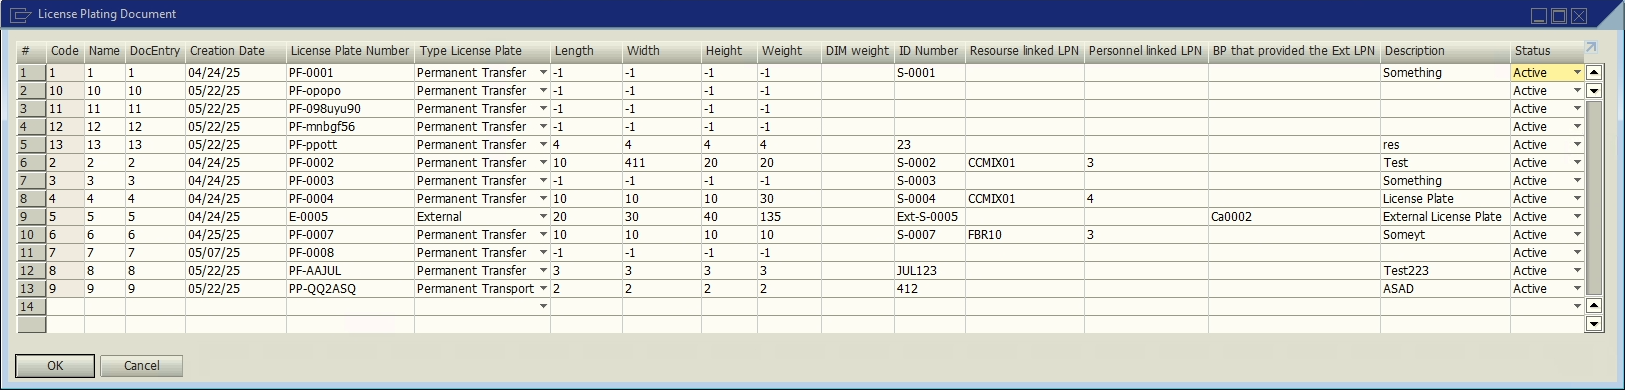 License Plating Document
# Code Name DocEntry Creation Date License Plate Number Type License Plate Length Width Height Weight DIM weight ID Number Resourse linked LPN Personnel linked LPN BP that provided the Ext LPN Description Status
1 1 1 1 04/24/25 PF-0001 Permanent Transfer -1 -1 -1 -1 S-0001 Something Active
2 10 10 10 05/22/25 PF-opopo Permanent Transfer -1 -1 -1 -1 Active
3 11 11 11 05/22/25 PF-098uyu90 Permanent Transfer -1 -1 -1 -1 Active
4 12 12 12 05/22/25 PF-mnbgf56 Permanent Transfer -1 -1 -1 -1 Active
5 13 13 13 05/22/25 PF-ppott Permanent Transfer 4 4 4 4 23 res Active
6 2 2 2 04/24/25 PF-0002 Permanent Transfer 10 411 20 20 S-0002 CCMIX01 3 Test Active
7 3 3 3 04/24/25 PF-0003 Permanent Transfer -1 -1 -1 -1 S-0003 Something Active
8 4 4 4 04/24/25 PF-0004 Permanent Transfer 10 10 10 30 S-0004 CCMIX01 4 License Plate Active
9 5 5 5 04/24/25 E-0005 External 20 30 40 135 Ext-S-0005 Ca0002 External License Plate Active
10 6 6 6 04/25/25 PF-0007 Permanent Transfer 10 10 10 10 S-0007 FBR10 3 Someyt Active
11 7 7 7 05/07/25 PF-0008 Permanent Transfer -1 -1 -1 -1 Active
12 8 8 8 05/22/25 PF-AAJUL Permanent Transfer 3 3 3 3 JUL123 Test223 Active
13 9 9 9 05/22/25 PP-QQ2ASQ Permanent Transport 2 2 2 2 412 ASAD Active
14
OK Cancel